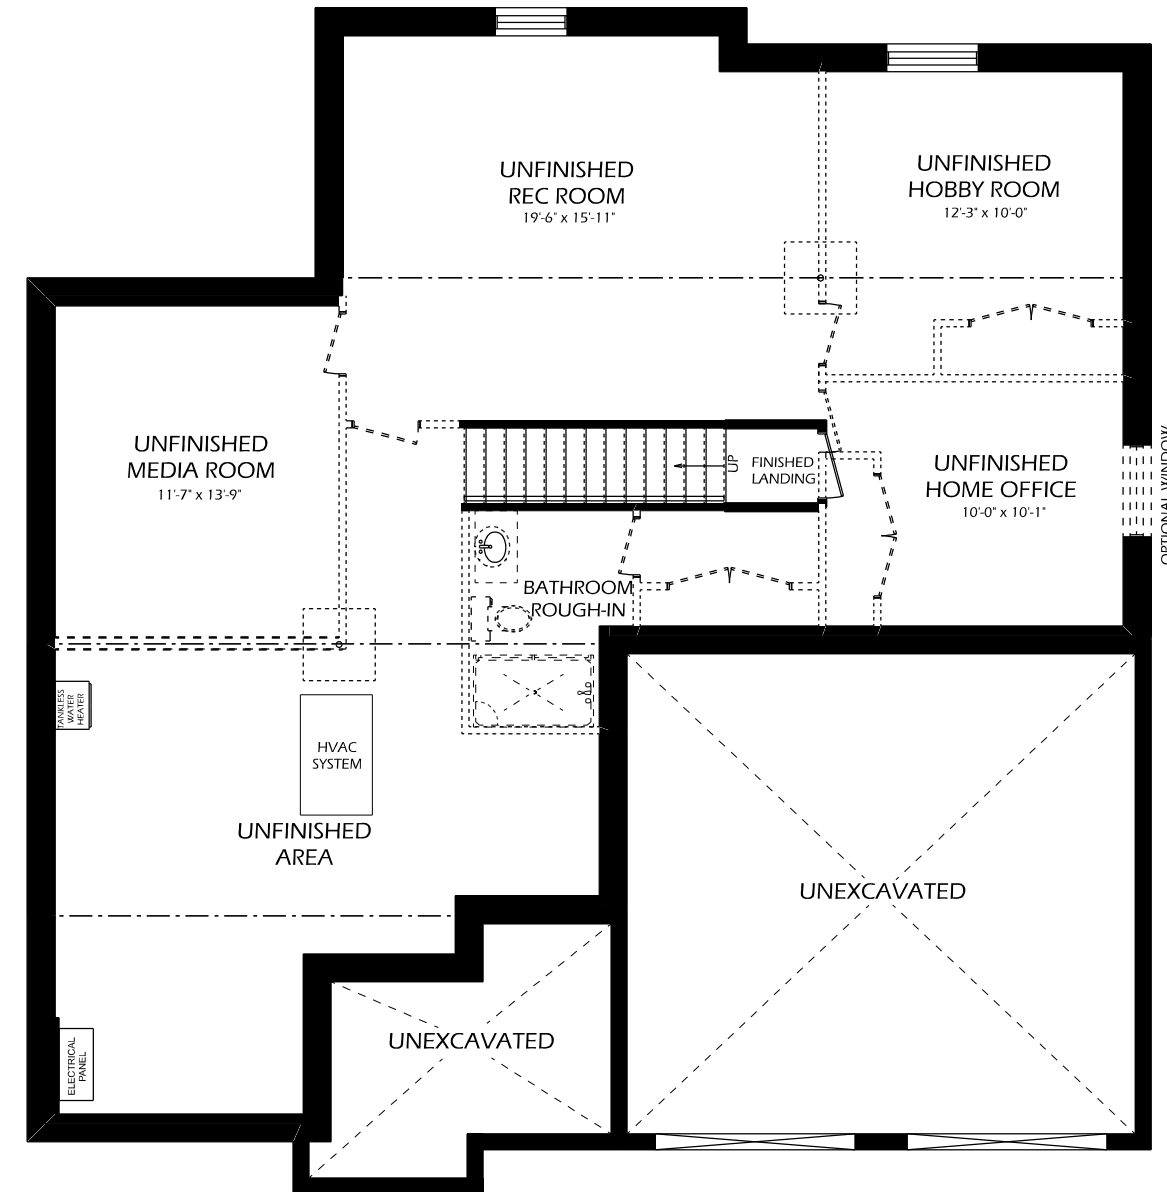 UNFINISHED
REC ROOM
19'-6" x 15'-11"
UNFINISHED
HOBBY ROOM
12'-3" x 10'-0"
UNFINISHED
MEDIA ROOM
11'-7" x 13'-9"
UP
FINISHED
LANDING
UNFINISHED
HOME OFFICE
10'-0" x 10'-1"
OPTIONAL WINDOW
BATHROOM
ROUGH-IN
TANKLESS
WATER
HEATER
HVAC
SYSTEM
UNFINISHED
AREA
UNEXCAVATED
UNEXCAVATED
ELECTRICAL
PANEL